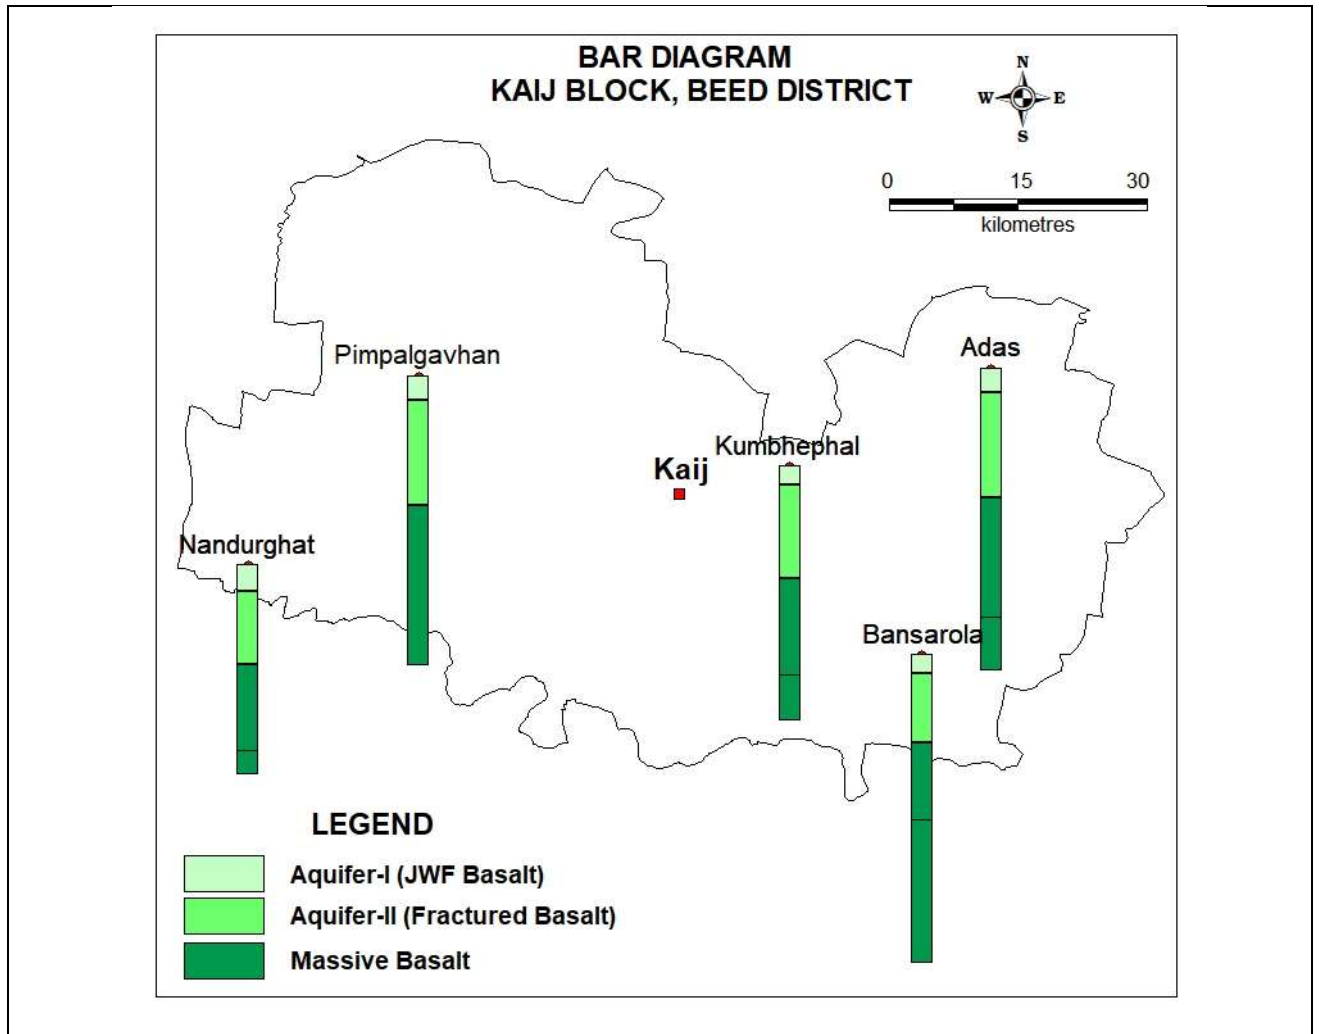 BAR DIAGRAM
KAIJ BLOCK, BEED DISTRICT
N
W E
S
0 15 30
kilometres
Adas
Pimpalgavhan
Kumbhephal
Kaij
Nandurghat
Bansarola
LEGEND
Aquifer-I (JWF Basalt)
Aquifer-II (Fractured Basalt)
Massive Basalt